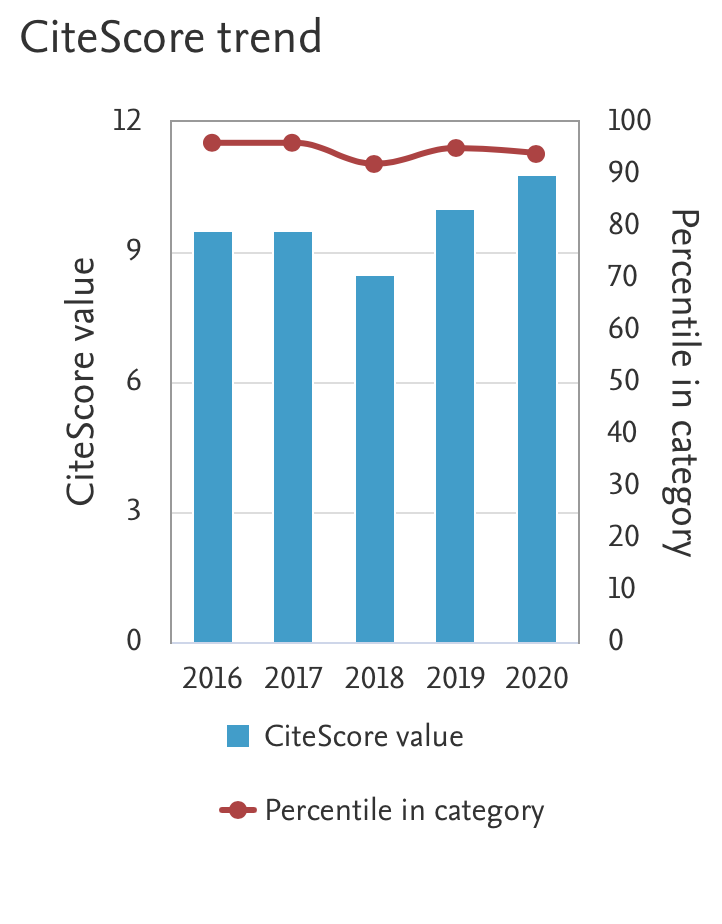 CiteScore trend
12
9
6
3
0
CiteScore value
100
90
80
70
60
50
40
30
20
10
0
Percentile in category
2016 2017 2018 2019 2020
CiteScore value
Percentile in category